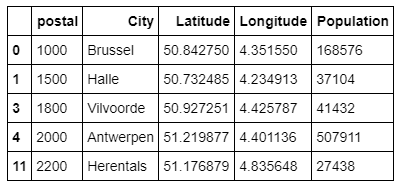 postal City Latitude Longitude Population
0 1000 Brussel 50.842750 4.351550 168576
1 1500 Halle 50.732485 4.234913 37104
3 1800 Vilvoorde 50.927251 4.425787 41432
4 2000 Antwerpen 51.219877 4.401136 507911
11 2200 Herentals 51.176879 4.835648 27438